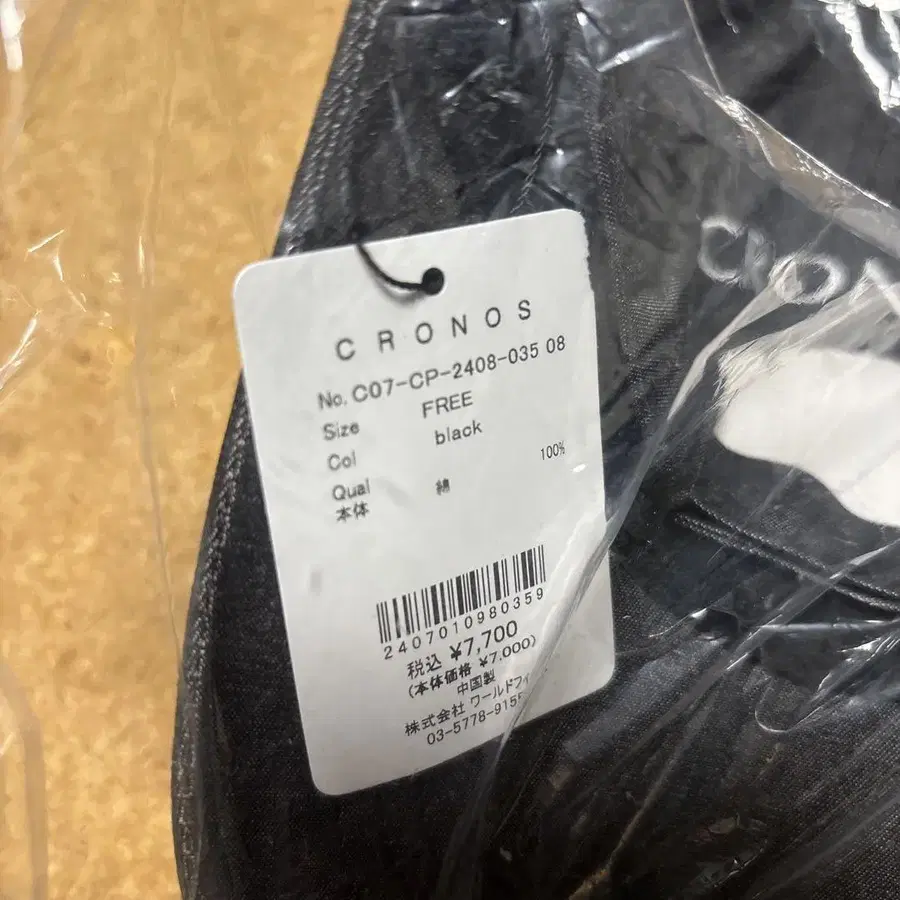 CRONOS
No. C07-CP-2408-035 08
Size FREE
Col black
Qual
本体 綿 100%
2407010980359
税込 ¥7,700
(本体価格 ¥7,000)
中国製
株式会社 ワールドフィ
03-5778-915
CRON